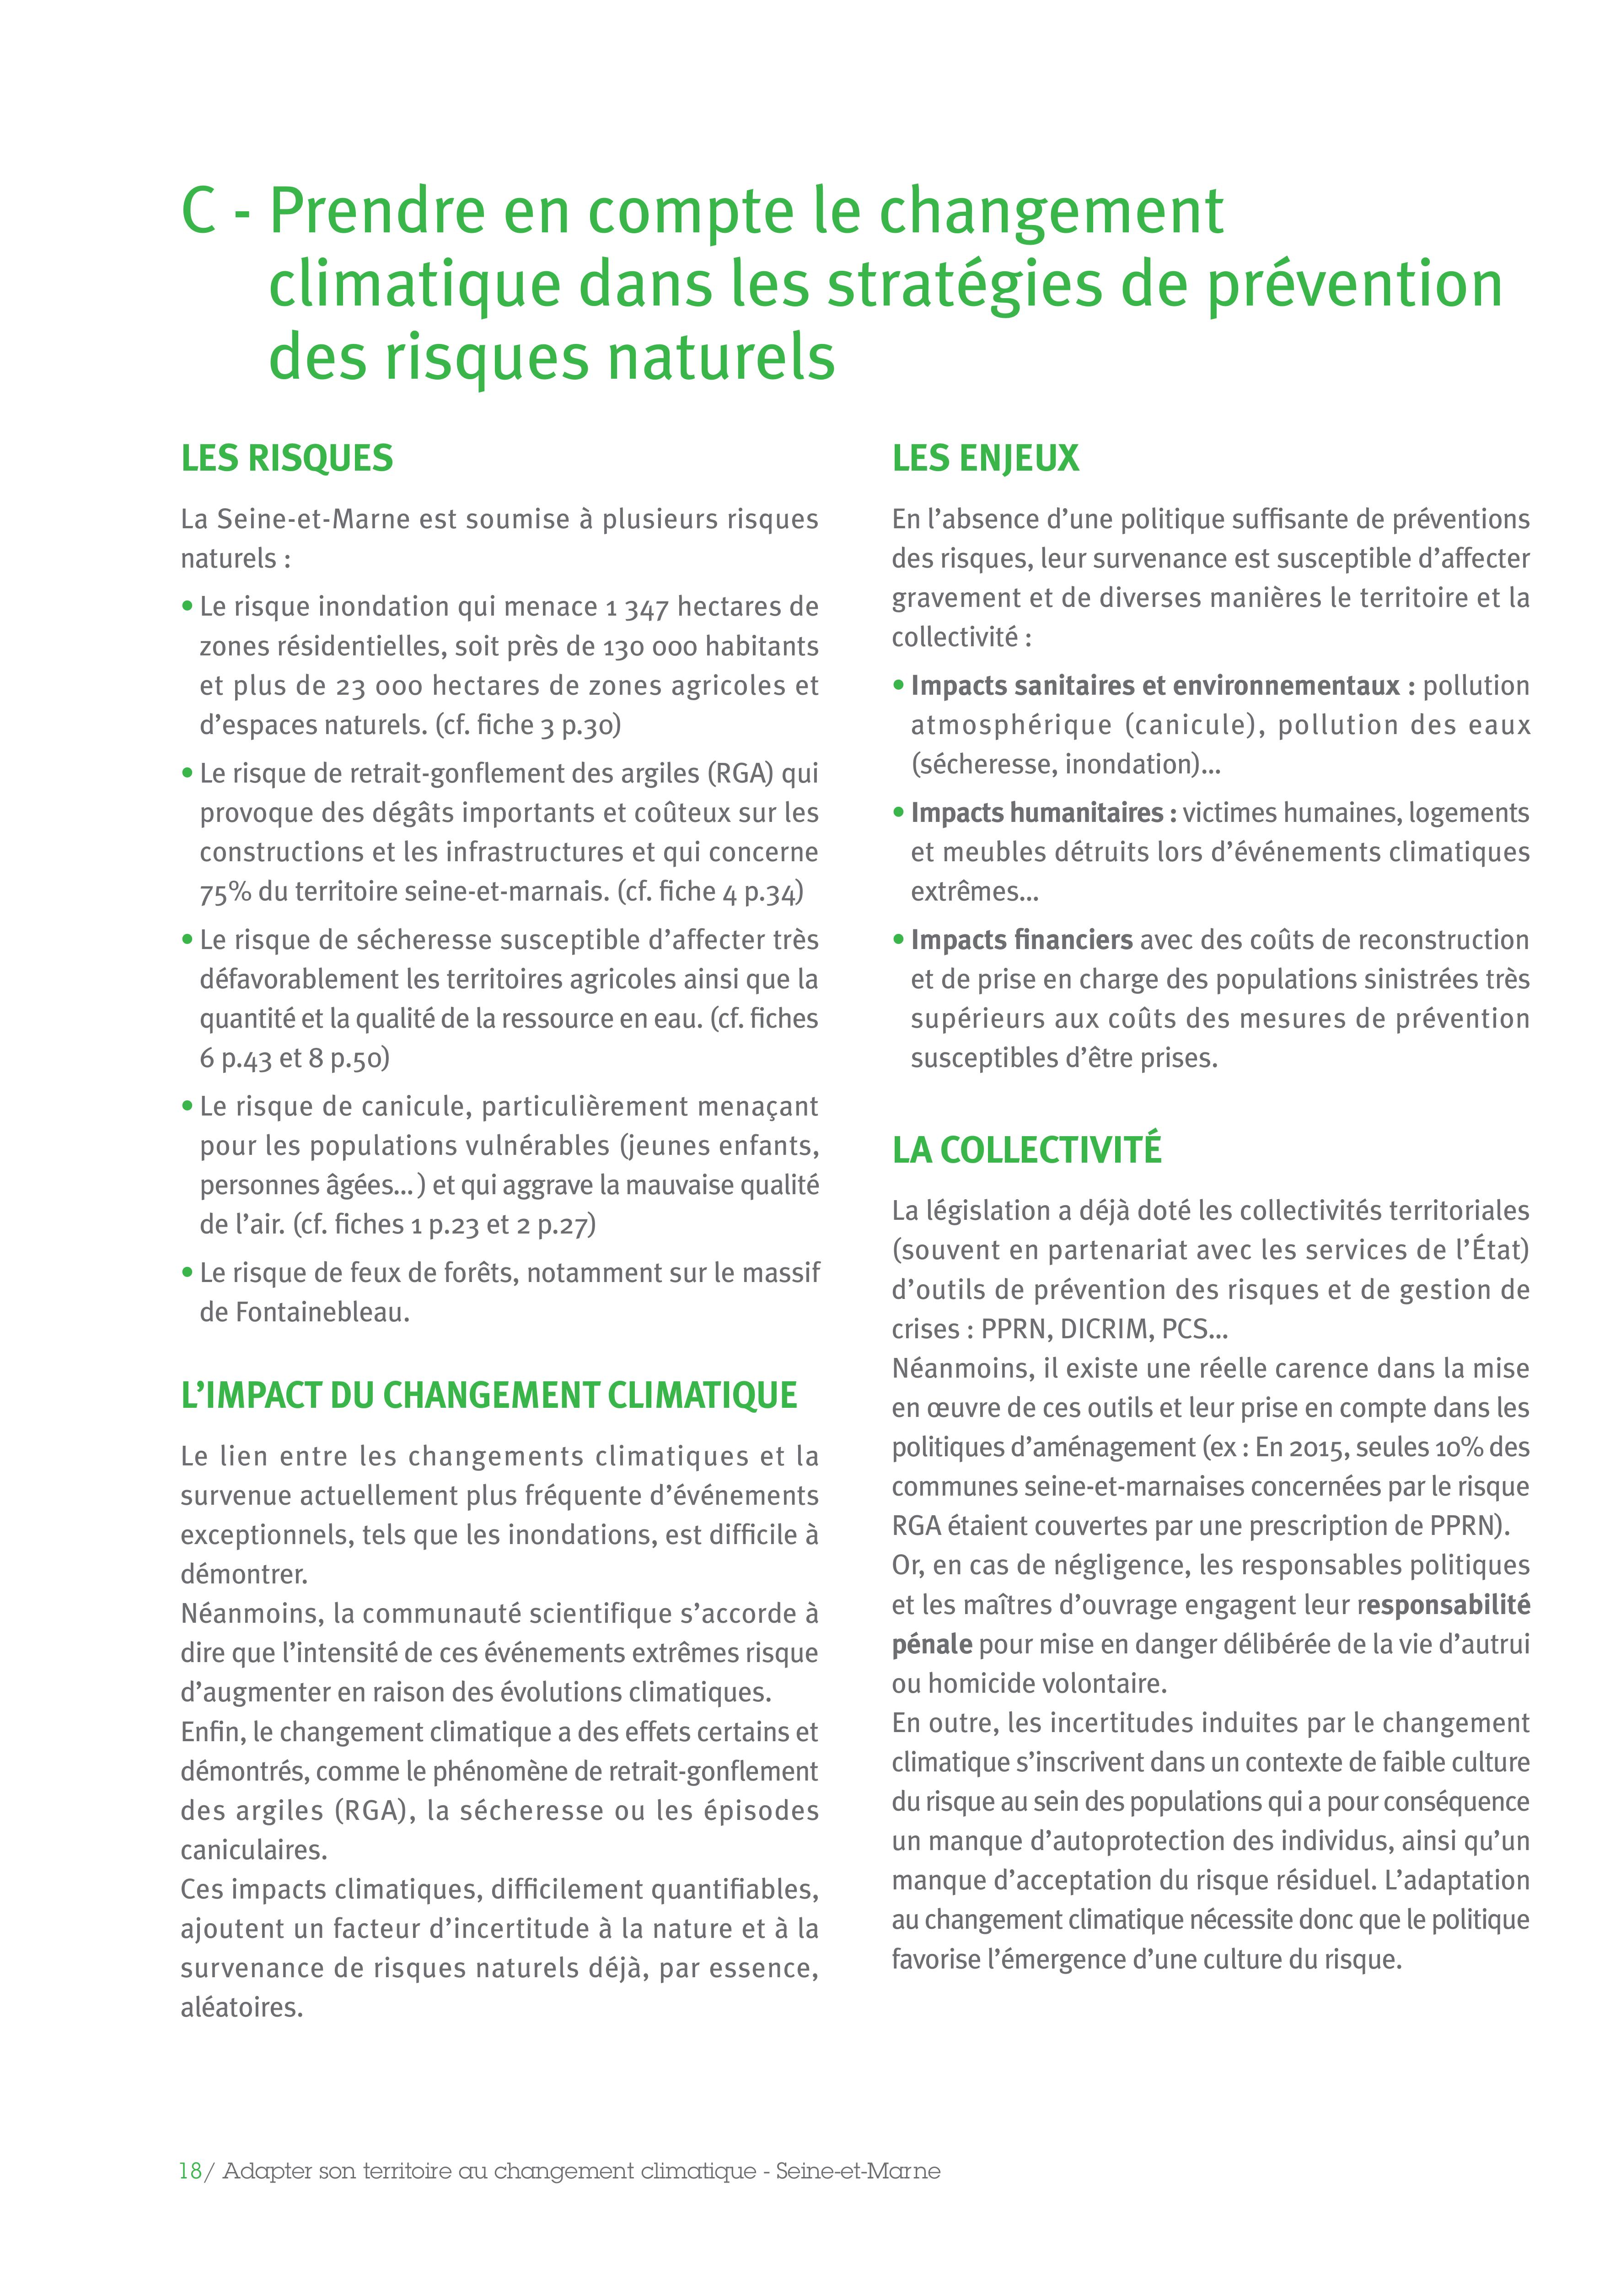 C - Prendre en compte le changement
climatique dans les stratégies de prévention
des risques naturels
LES RISQUES
La Seine-et-Marne est soumise à plusieurs risques
naturels :
• Le risque inondation qui menace 1 347 hectares de
zones résidentielles, soit près de 130 000 habitants
et plus de 23 000 hectares de zones agricoles et
d’espaces naturels. (cf. fiche 3 p.30)
• Le risque de retrait-gonflement des argiles (RGA) qui
provoque des dégâts importants et coûteux sur les
constructions et les infrastructures et qui concerne
75% du territoire seine-et-marnais. (cf. fiche 4 p.34)
• Le risque de sécheresse susceptible d’affecter très
défavorablement les territoires agricoles ainsi que la
quantité et la qualité de la ressource en eau. (cf. fiches
6 p.43 et 8 p.50)
• Le risque de canicule, particulièrement menaçant
pour les populations vulnérables (jeunes enfants,
personnes âgées... ) et qui aggrave la mauvaise qualité
de l’air. (cf. fiches 1 p.23 et 2 p.27)
• Le risque de feux de forêts, notamment sur le massif
de Fontainebleau.
L’IMPACT DU CHANGEMENT CLIMATIQUE
Le lien entre les changements climatiques et la
survenue actuellement plus fréquente d’événements
exceptionnels, tels que les inondations, est difficile à
démontrer.
Néanmoins, la communauté scientifique s’accorde à
dire que l’intensité de ces événements extrêmes risque
d’augmenter en raison des évolutions climatiques.
Enfin, le changement climatique a des effets certains et
démontrés, comme le phénomène de retrait-gonflement
des argiles (RGA), la sécheresse ou les épisodes
caniculaires.
Ces impacts climatiques, difficilement quantifiables,
ajoutent un facteur d’incertitude à la nature et à la
survenance de risques naturels déjà, par essence,
aléatoires.
LES ENJEUX
En l’absence d’une politique suffisante de préventions
des risques, leur survenance est susceptible d’affecter
gravement et de diverses manières le territoire et la
collectivité :
• Impacts sanitaires et environnementaux : pollution
atmosphérique (canicule), pollution des eaux
(sécheresse, inondation)...
• Impacts humanitaires : victimes humaines, logements
et meubles détruits lors d’événements climatiques
extrêmes...
• Impacts financiers avec des coûts de reconstruction
et de prise en charge des populations sinistrées très
supérieurs aux coûts des mesures de prévention
susceptibles d’être prises.
LA COLLECTIVITÉ
La législation a déjà doté les collectivités territoriales
(souvent en partenariat avec les services de l’État)
d’outils de prévention des risques et de gestion de
crises : PPRN, DICRIM, PCS...
Néanmoins, il existe une réelle carence dans la mise
en œuvre de ces outils et leur prise en compte dans les
politiques d’aménagement (ex : En 2015, seules 10% des
communes seine-et-marnaises concernées par le risque
RGA étaient couvertes par une prescription de PPRN).
Or, en cas de négligence, les responsables politiques
et les maîtres d’ouvrage engagent leur responsabilité
pénale pour mise en danger délibérée de la vie d’autrui
ou homicide volontaire.
En outre, les incertitudes induites par le changement
climatique s’inscrivent dans un contexte de faible culture
du risque au sein des populations qui a pour conséquence
un manque d’autoprotection des individus, ainsi qu’un
manque d’acceptation du risque résiduel. L’adaptation
au changement climatique nécessite donc que le politique
favorise l’émergence d’une culture du risque.
18/ Adapter son territoire au changement climatique - Seine-et-Marne